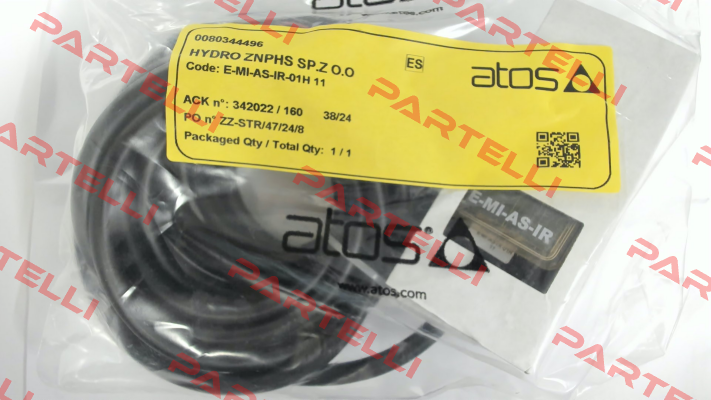 0080344496
HYDRO ZNPHS SP.Z O.O
Code: E-MI-AS-IR-01H 11
ES
atos
ACK n°: 342022 / 160 38/24
PO n° ZZ-STR/47/24/8
Packaged Qty / Total Qty: 1 / 1
E-MI-AS-IR
atos®
www.atos.com
PARTELLI
PARTELLI
PARTELLI
PARTELLI
PARTELLI